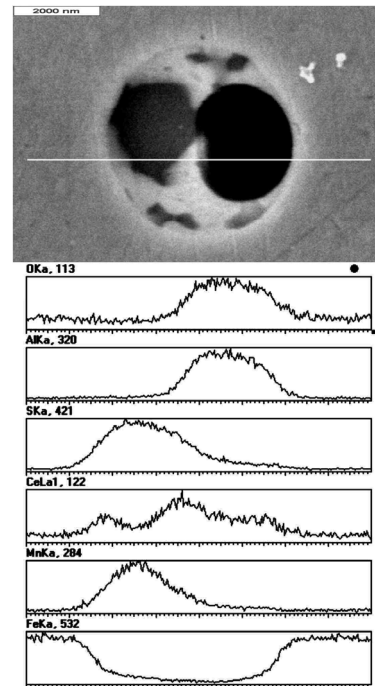 2000 nm
OKa, 113
AlKa, 320
SKa, 421
CeLa1, 122
MnKa, 284
FeKa, 532